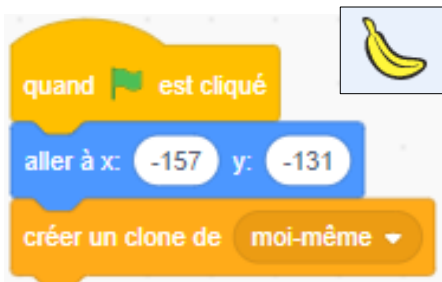 quand est cliqué
aller à x: -157 y: -131
créer un clone de moi-même